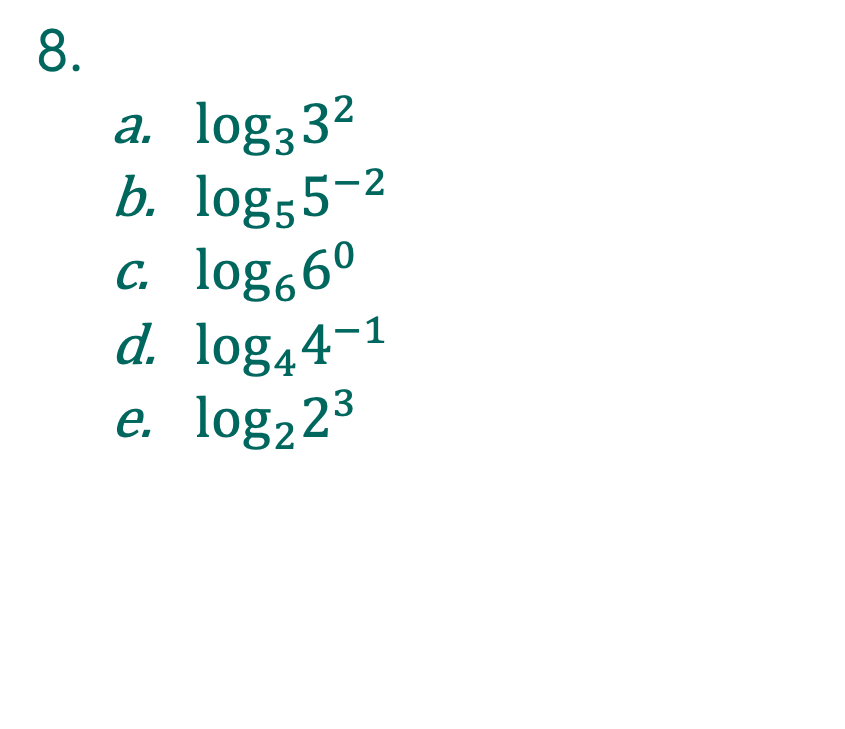 8.
a. log₃3²
b. log₅5⁻²
c. log₆6⁰
d. log₄4⁻¹
e. log₂2³